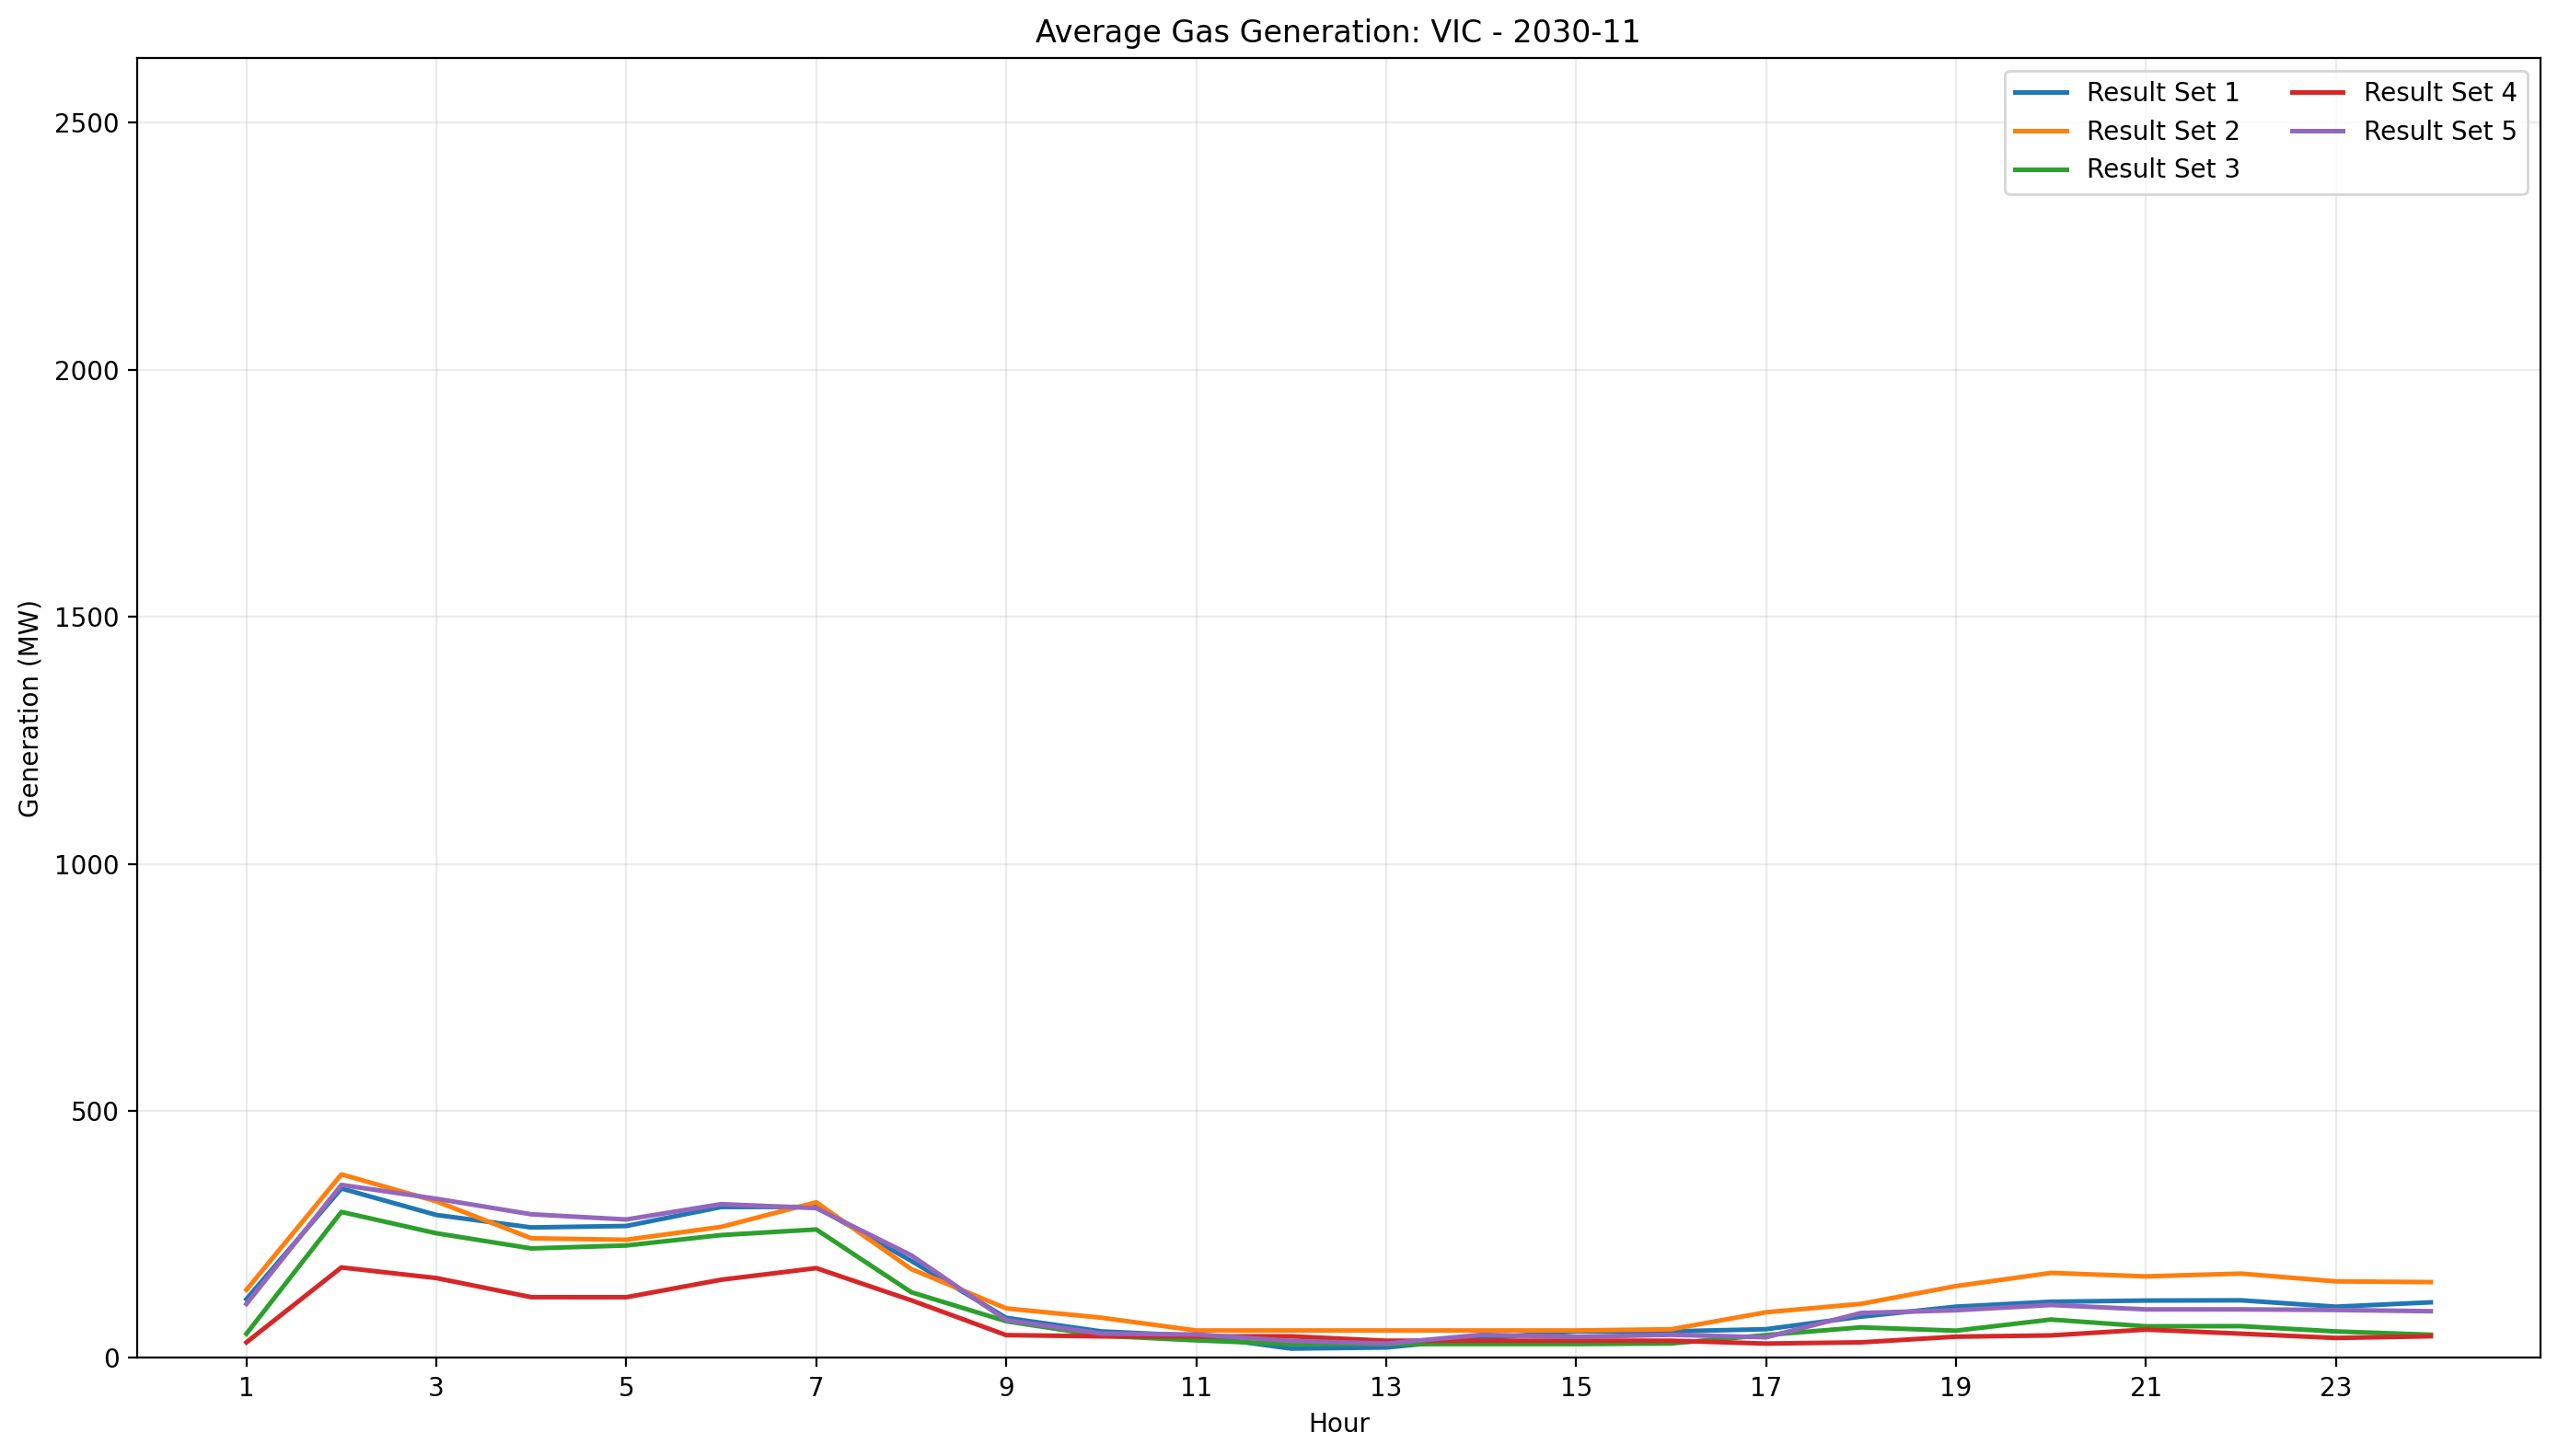 Average Gas Generation: VIC - 2030-11
Result Set 1
Result Set 2
Result Set 3
Result Set 4
Result Set 5
Generation (MW)
2500
2000
1500
1000
500
0
1 3 5 7 9 11 13 15 17 19 21 23
Hour